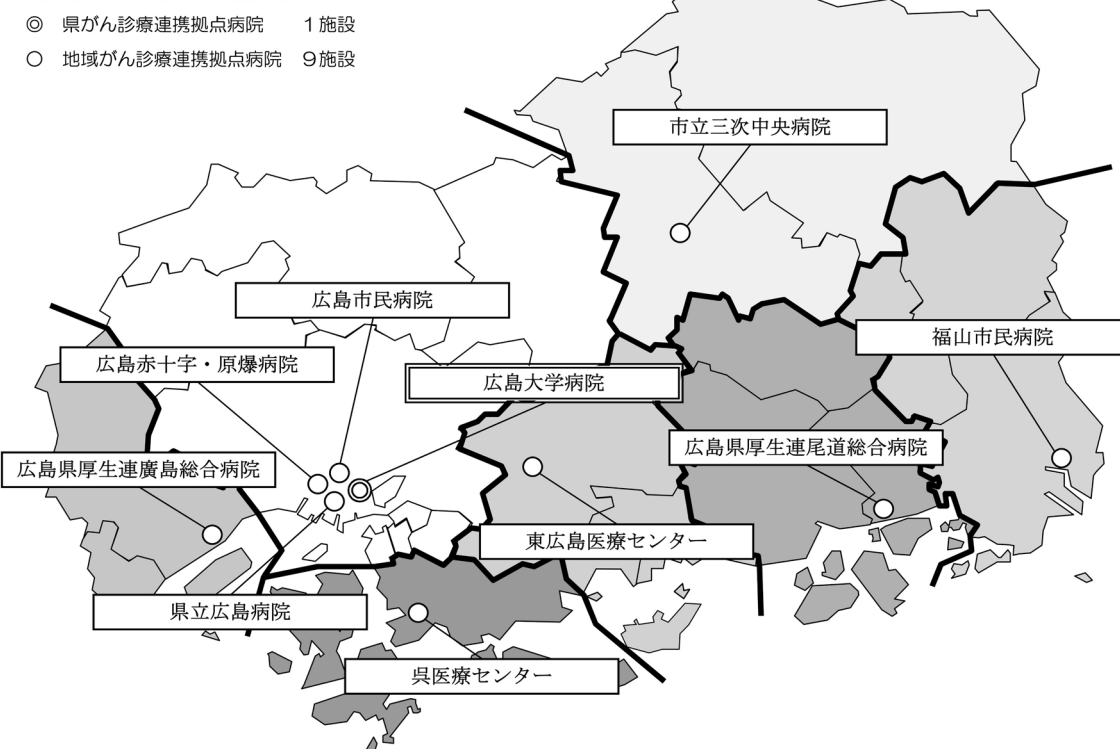 ◎ 県がん診療連携拠点病院 1施設
○ 地域がん診療連携拠点病院 9施設
市立三次中央病院
広島市民病院
福山市民病院
広島赤十字・原爆病院
広島大学病院
広島県厚生連尾道総合病院
広島県厚生連廣島総合病院
東広島医療センター
県立広島病院
呉医療センター